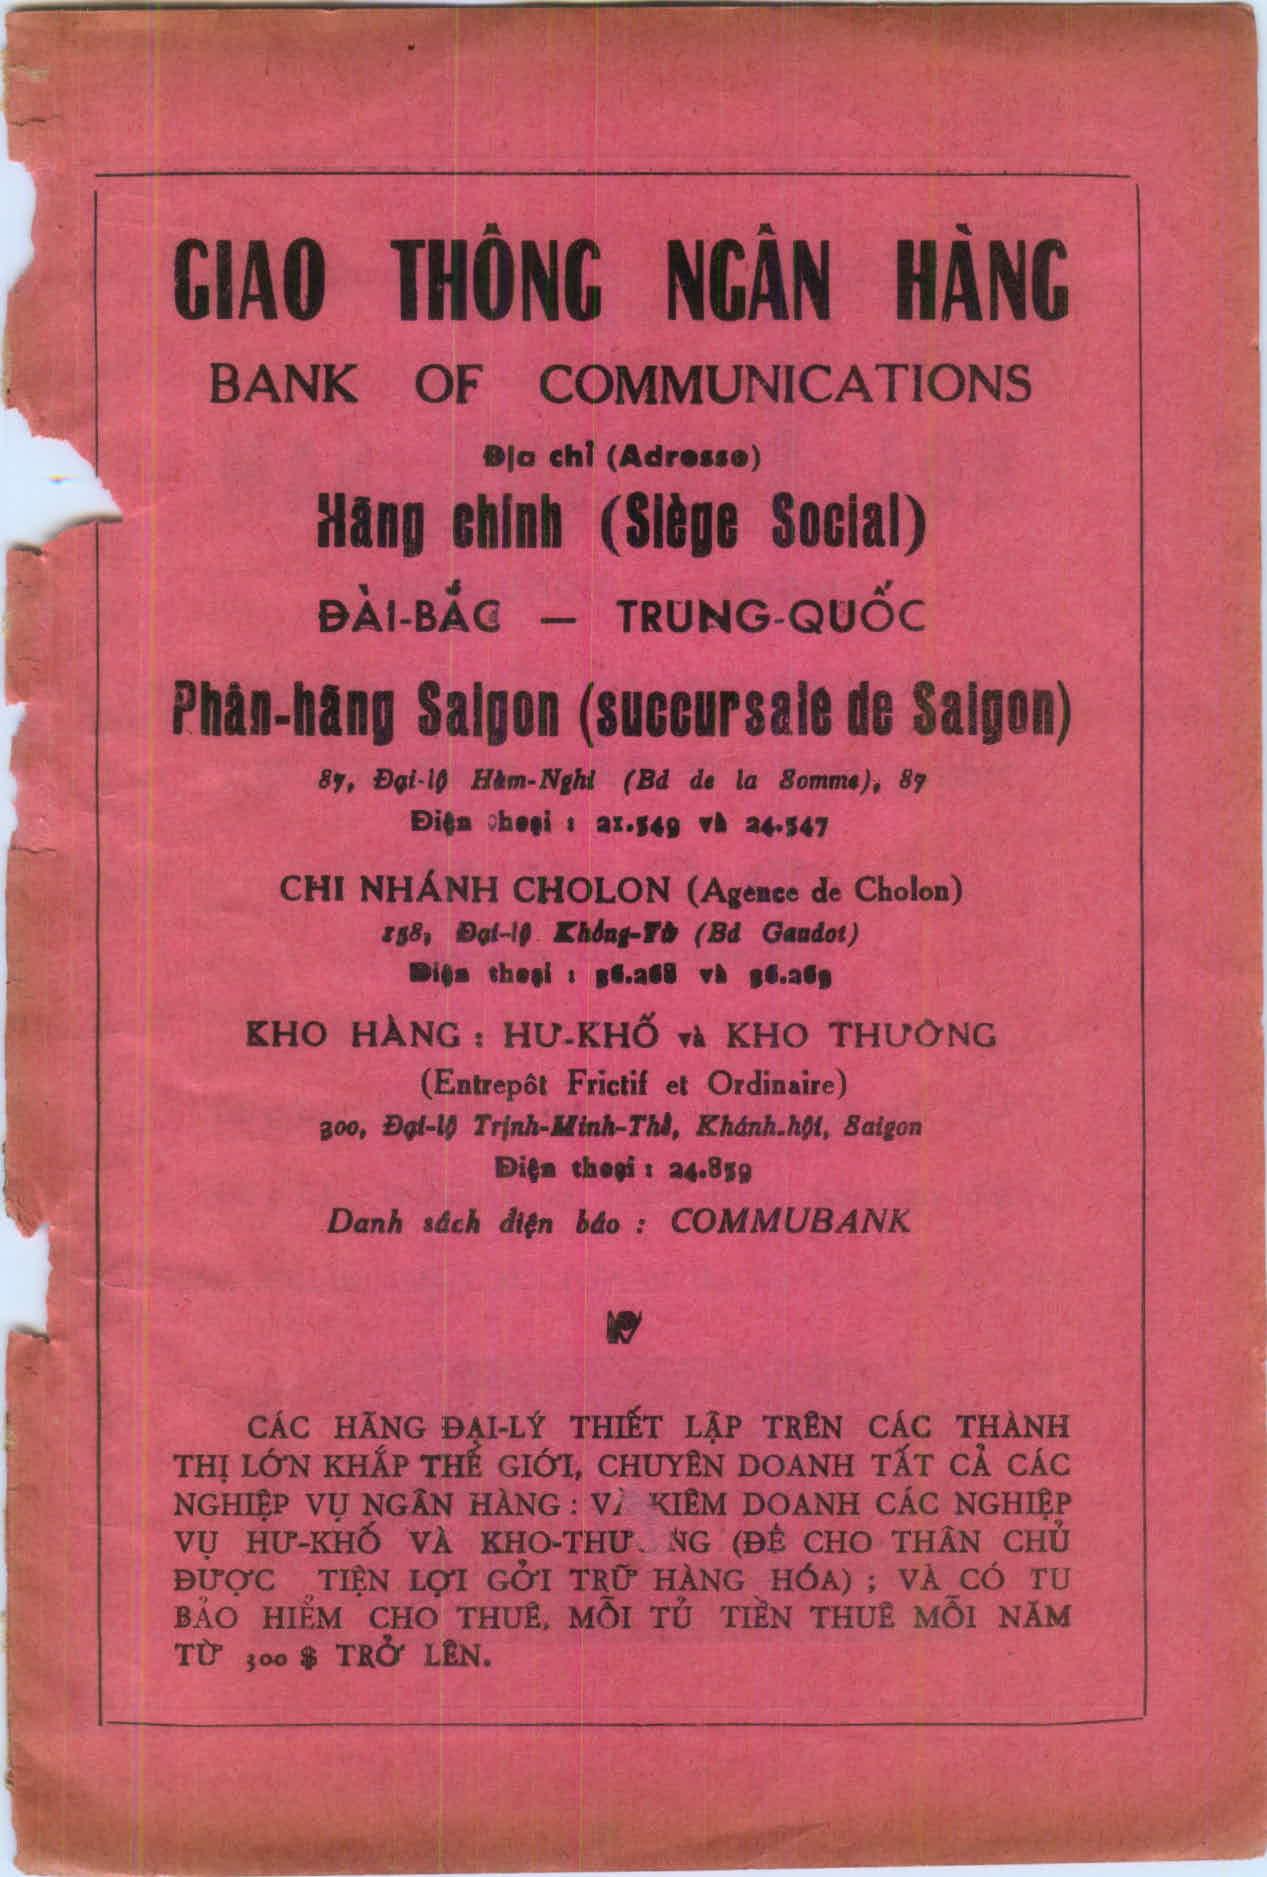 GIAO THÔNG NGÂN HÀNG
BANK OF COMMUNICATIONS
Địa chỉ (Adresse)
Hãng chính (Siège Social)
ĐÀI-BẮC — TRUNG-QUỐC
Phân-hãng Saigon (succursale de Saigon)
87, Đại-lộ Hàm-Nghi (Bd de la Somme), 87
Điện thoại : 21.549 và 24.547
CHI NHÁNH CHOLON (Agence de Cholon)
158, Đại-lộ Khổng-Tử (Bd Gaudot)
Điện thoại : 36.268 và 36.269
KHO HÀNG : HƯ-KHỐ và KHO THƯỜNG
(Entrepôt Frictif et Ordinaire)
300, Đại-lộ Trịnh-Minh-Thế, Khánh-hội, Saigon
Điện thoại : 24.859
Danh sách điện báo : COMMUBANK
CÁC HÃNG ĐẠI-LÝ THIẾT LẬP TRÊN CÁC THÀNH
THỊ LỚN KHẮP THẾ GIỚI, CHUYÊN DOANH TẤT CẢ CÁC
NGHIỆP VỤ NGÂN HÀNG : VÀ KIÊM DOANH CÁC NGHIỆP
VỤ HƯ-KHỐ VÀ (ĐỂ CHO THÂN CHỦ
ĐƯỢC TIỆN LỢI GỞI TRỮ HÀNG HÓA) ; VÀ CÓ TU
BẢO HIỂM CHO THUÊ, MỖI TỦ TIỀN THUÊ MỖI NĂM
TỪ 300 $ TRỞ LÊN.